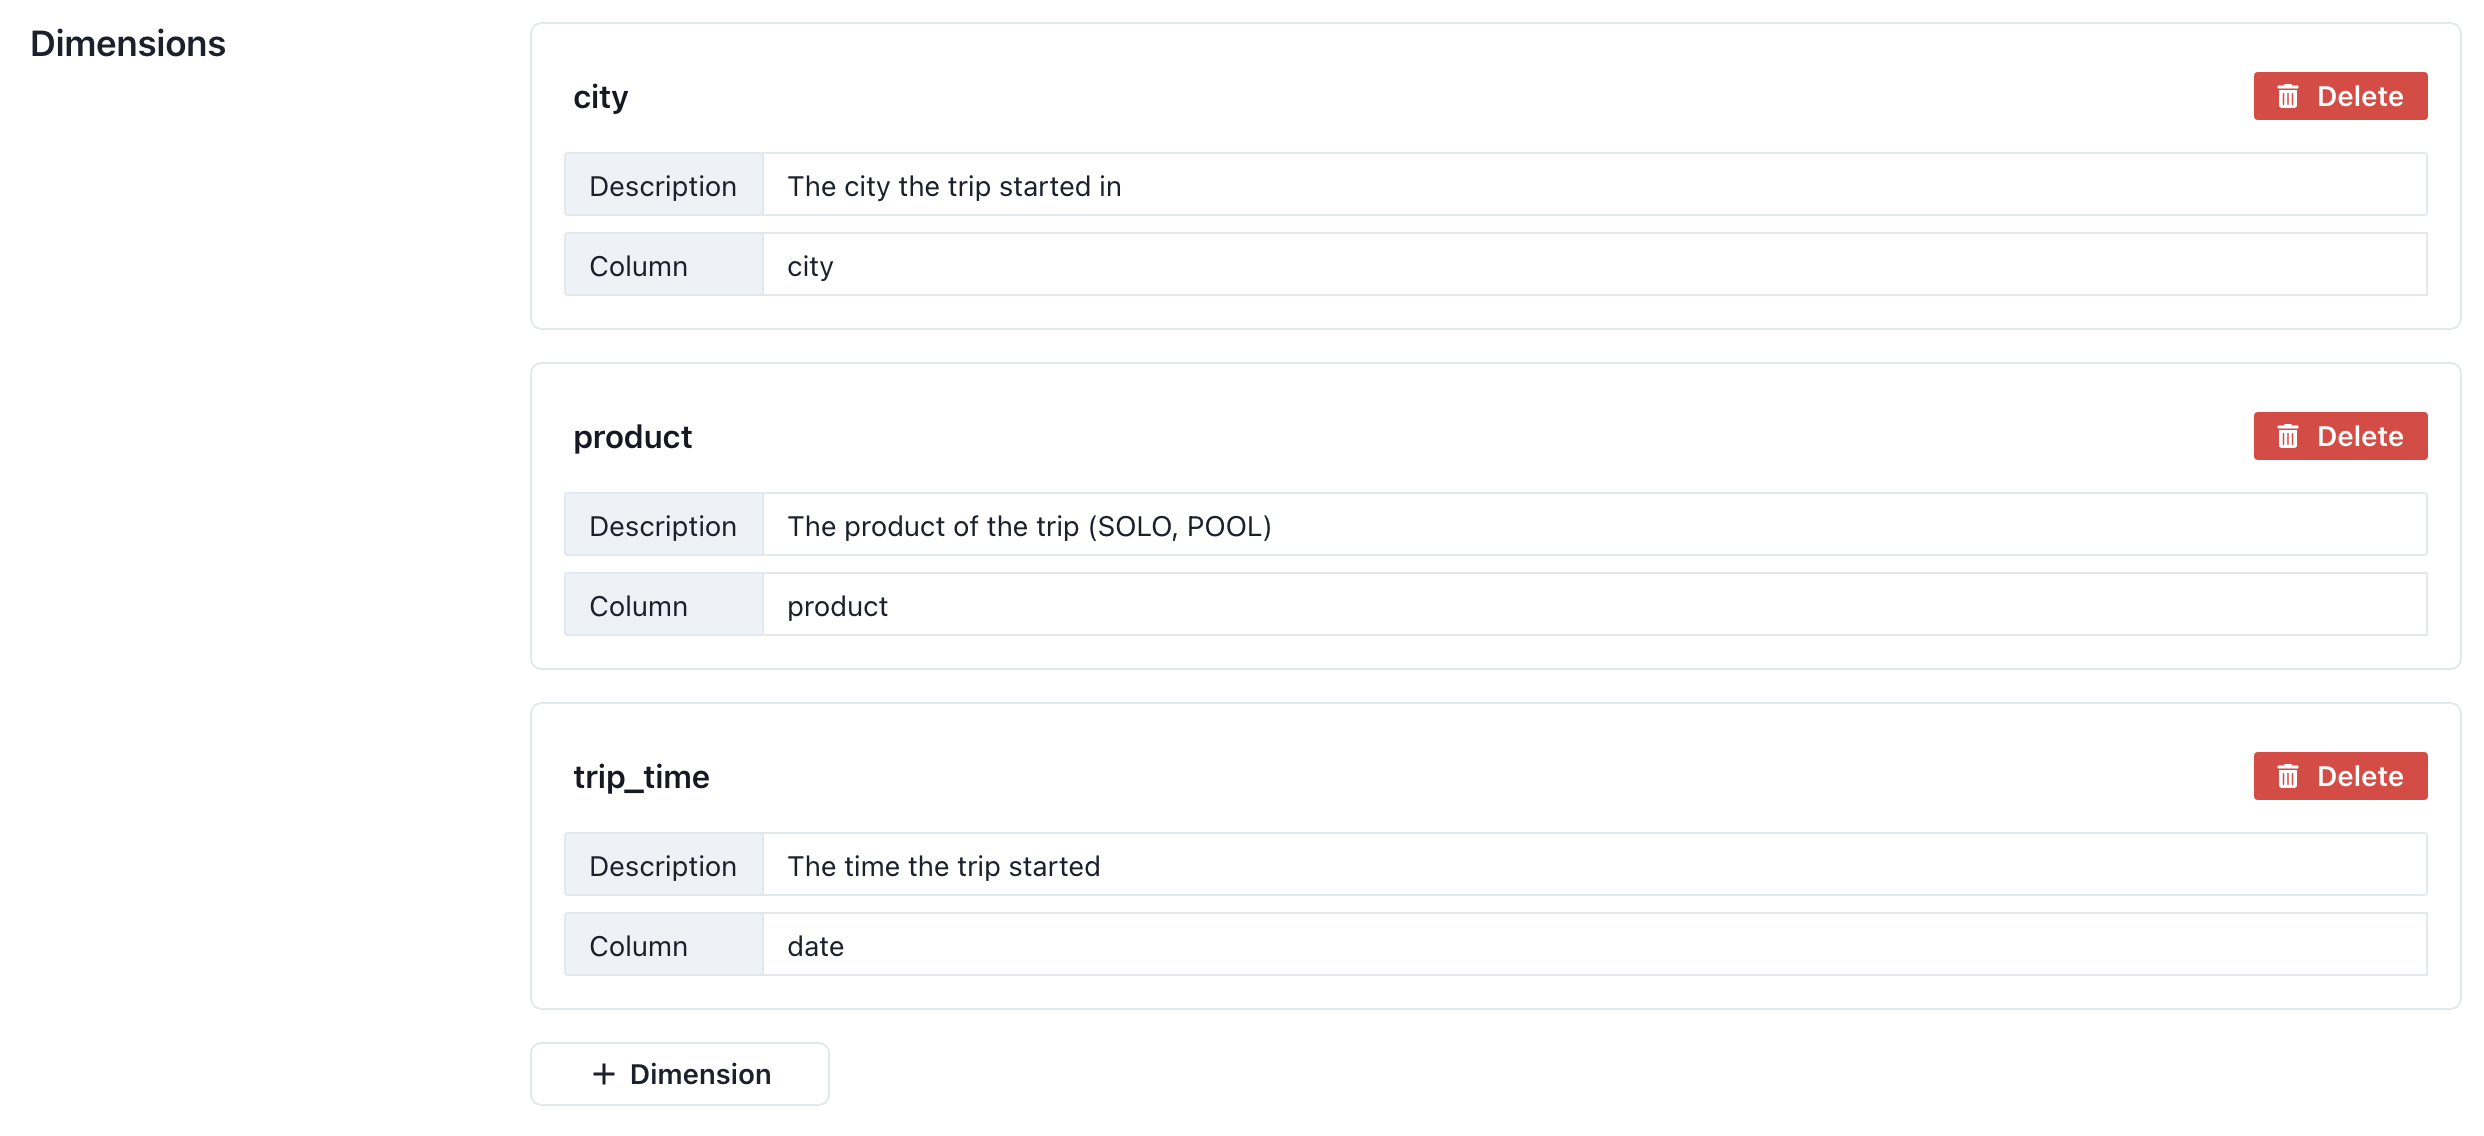 Dimensions
city
Delete
Description The city the trip started in
Column city
product
Delete
Description The product of the trip (SOLO, POOL)
Column product
trip_time
Delete
Description The time the trip started
Column date
+ Dimension